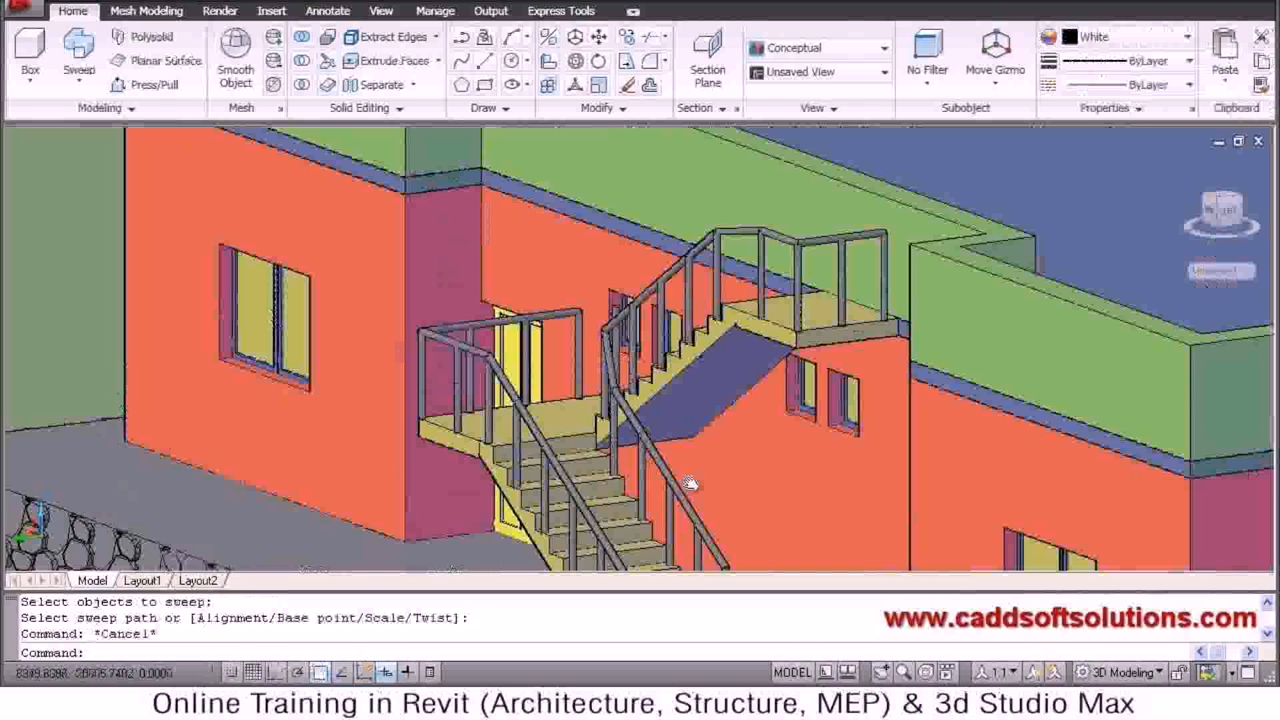 Home Mesh Modeling Render Insert Annotate View Manage Output Express Tools
Polysolid
Planar Surface
Press/Pull
Box
Sweep
Modeling
Smooth Object
Mesh
Extract Edges
Extrude Faces
Separate
Solid Editing
Draw
Modify
Section Plane
Section
Conceptual
Unsaved View
View
No Filter
Move Gizmo
Subobject
White
ByLayer
ByLayer
Properties
Paste
Clipboard
Model Layout1 Layout2
Select objects to sweep:
Select sweep path or [Alignment/Base point/Scale/Twist]:
Command: *Cancel*
Command:
www.caddsoftsolutions.com
MODEL 1:1 3D Modeling
Online Training in Revit (Architecture, Structure, MEP) & 3d Studio Max